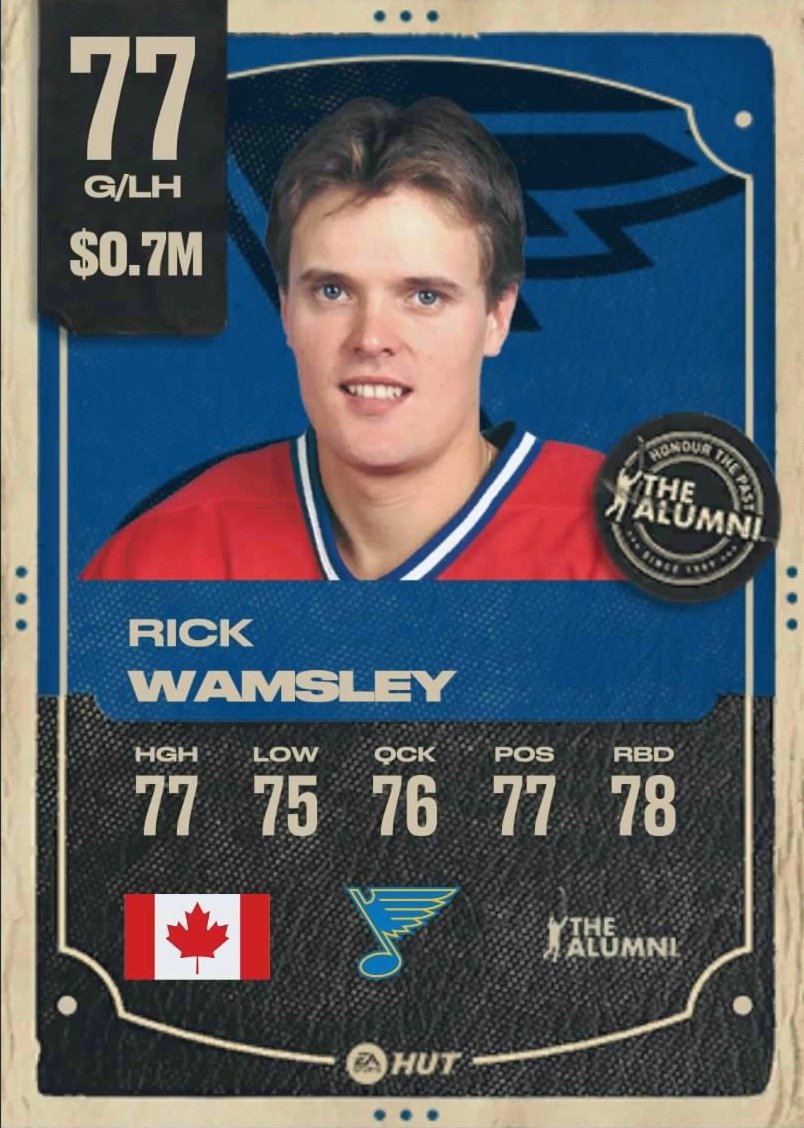 77
G/LH
$0.7M
HONOUR THE PAST
THE
ALUMNI
RICK
WAMSLEY
HGH LOW QCK POS RBD
77 75 76 77 78
THE
ALUMNI
EA
HUT